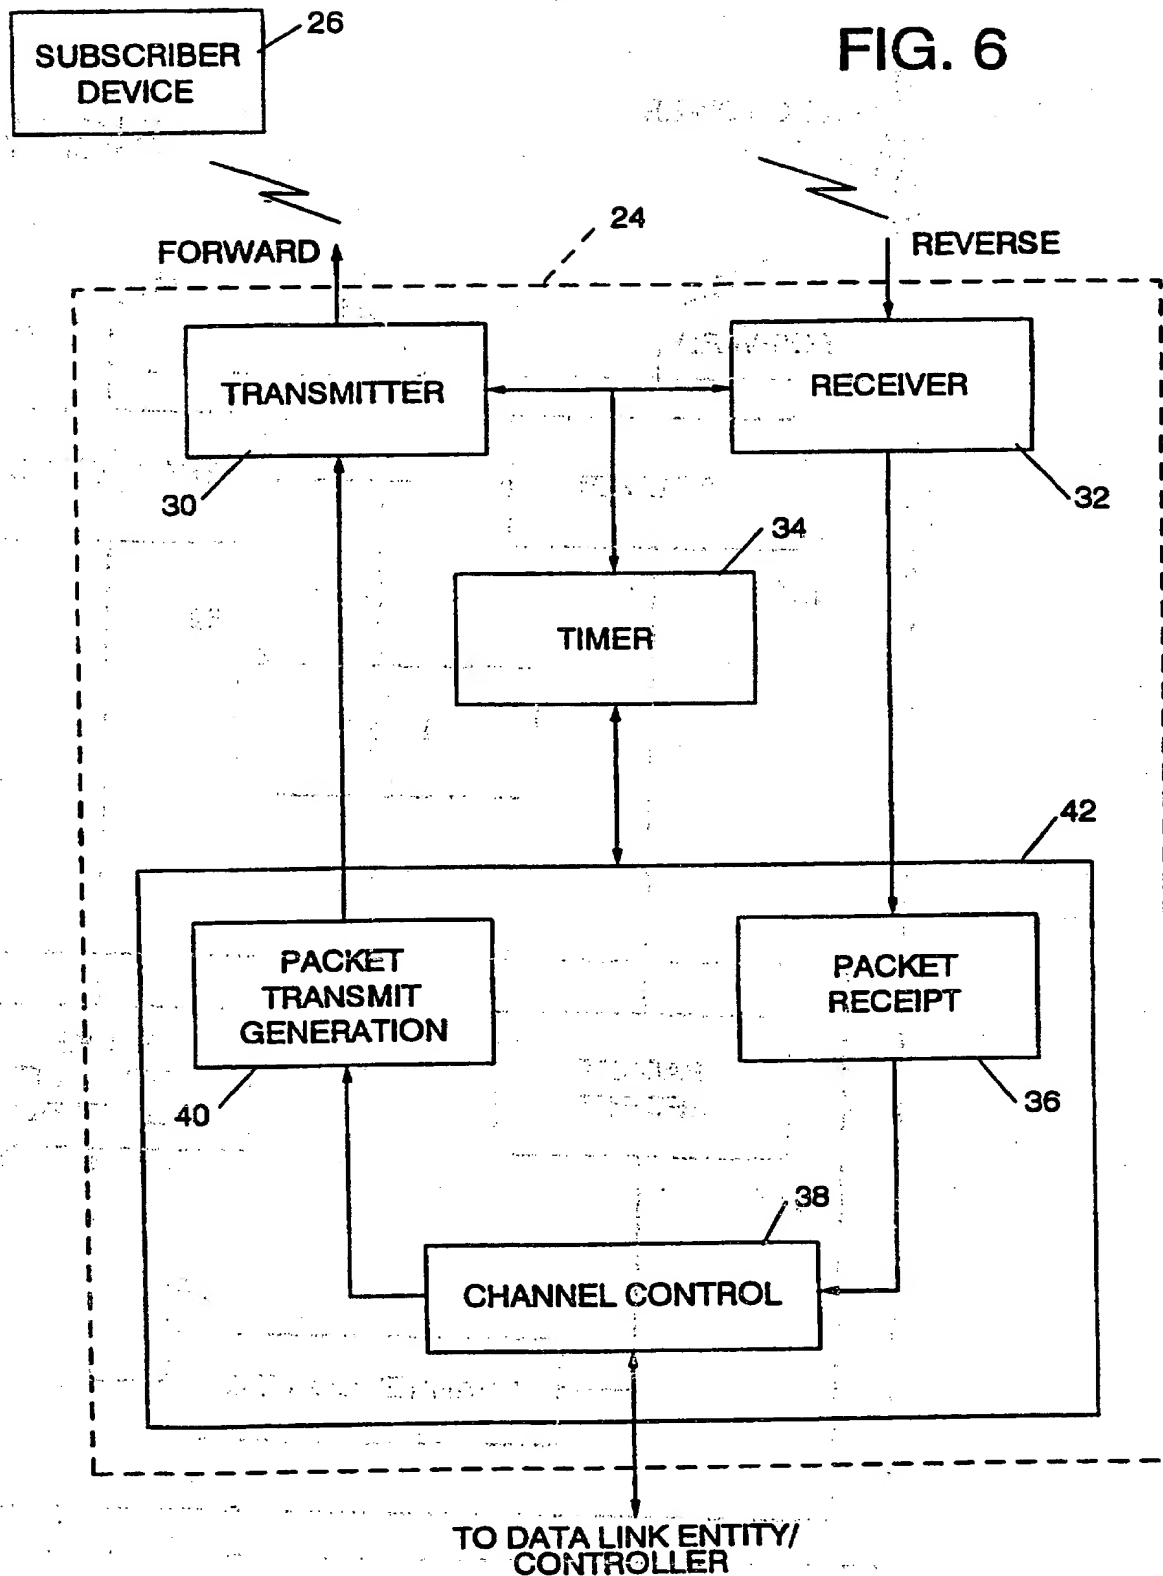 FIG. 6
26
SUBSCRIBER
DEVICE
24
FORWARD
REVERSE
TRANSMITTER
RECEIVER
30
32
34
TIMER
42
PACKET
TRANSMIT
GENERATION
PACKET
RECEIPT
40
36
38
CHANNEL CONTROL
TO DATA LINK ENTITY/
CONTROLLER